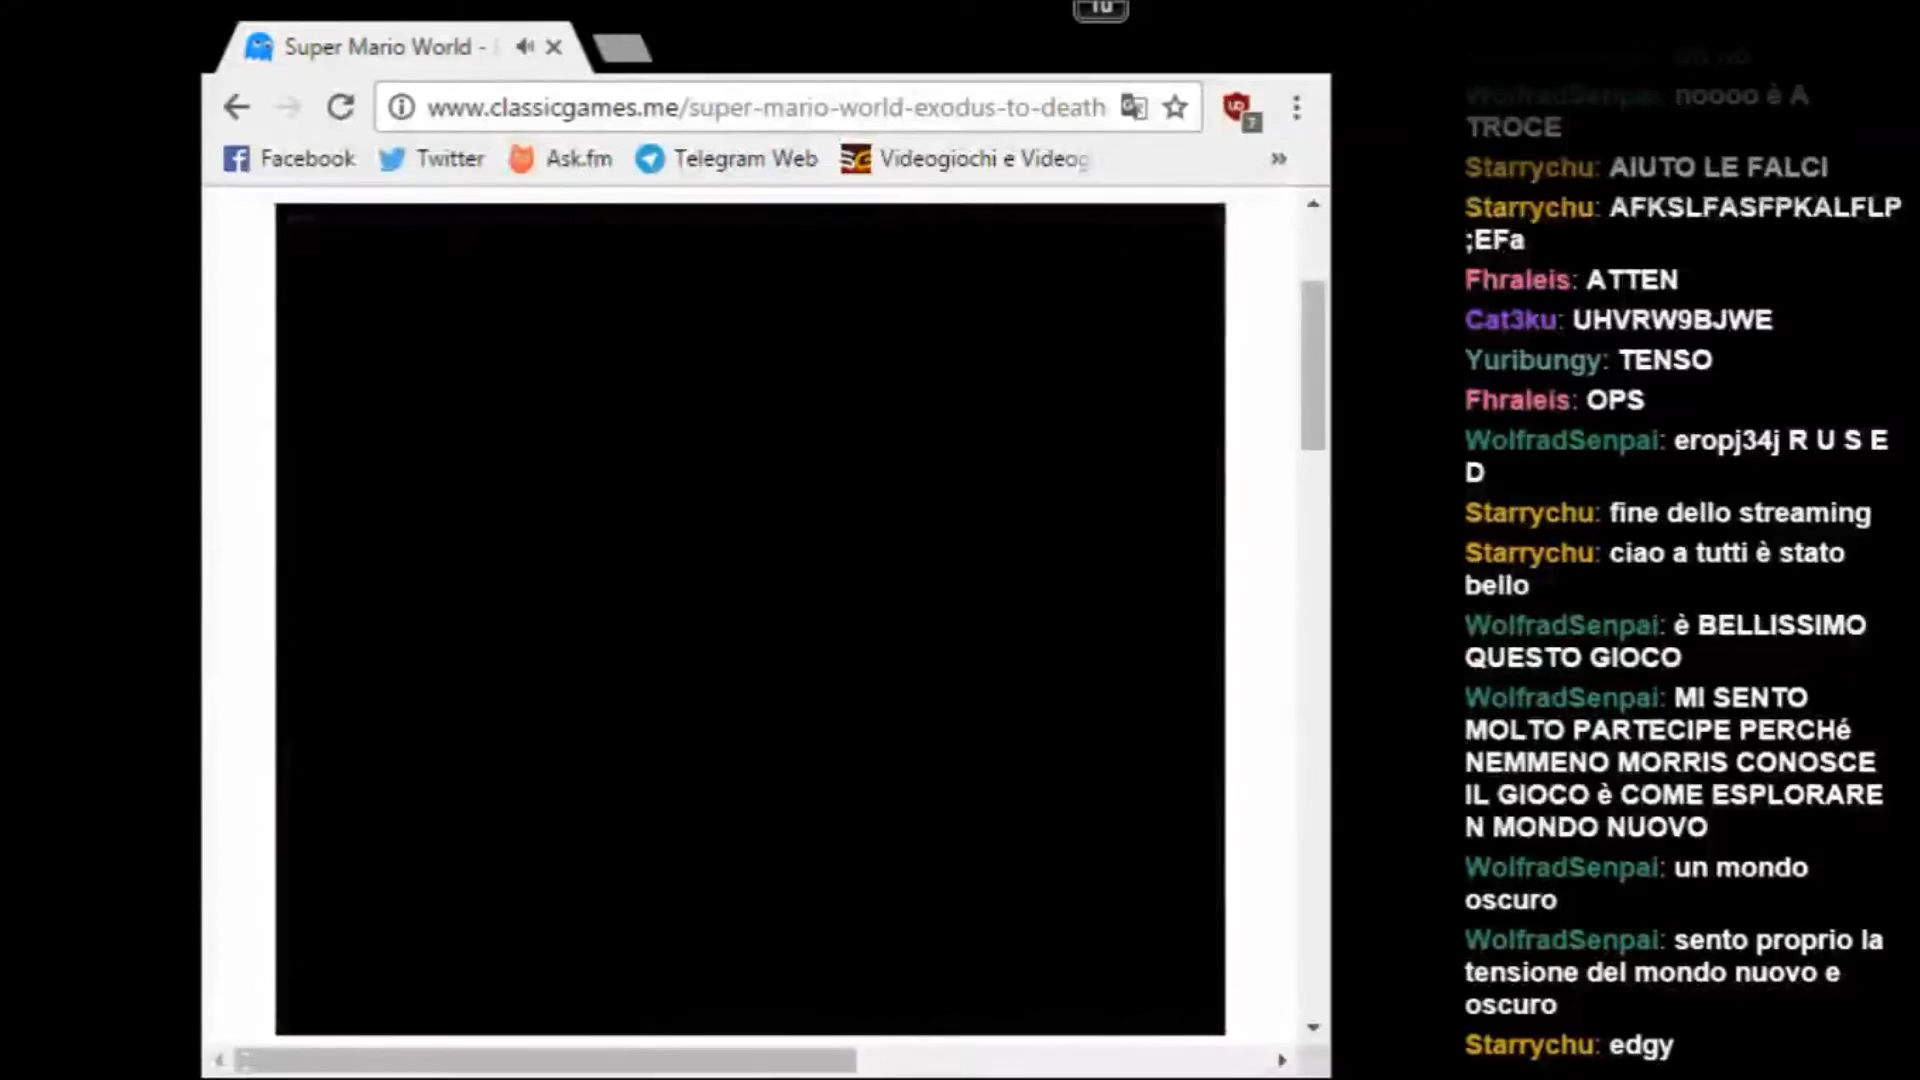 10
Super Mario World -
www.classicgames.me/super-mario-world-exodus-to-death
7
Facebook
Twitter
Ask.fm
Telegram Web
Videogiochi e Videog
»
WolfradSenpai: noooo è A
TROCE
Starrychu: AIUTO LE FALCI
Starrychu: AFKSLFASFPKALFLP
;EFa
Fhraleis: ATTEN
Cat3ku: UHVRW9BJWE
Yuribungy: TENSO
Fhraleis: OPS
WolfradSenpai: eropj34j R U S E
D
Starrychu: fine dello streaming
Starrychu: ciao a tutti è stato
bello
WolfradSenpai: è BELLISSIMO
QUESTO GIOCO
WolfradSenpai: MI SENTO
MOLTO PARTECIPE PERCHé
NEMMENO MORRIS CONOSCE
IL GIOCO è COME ESPLORARE
N MONDO NUOVO
WolfradSenpai: un mondo
oscuro
WolfradSenpai: sento proprio la
tensione del mondo nuovo e
oscuro
Starrychu: edgy